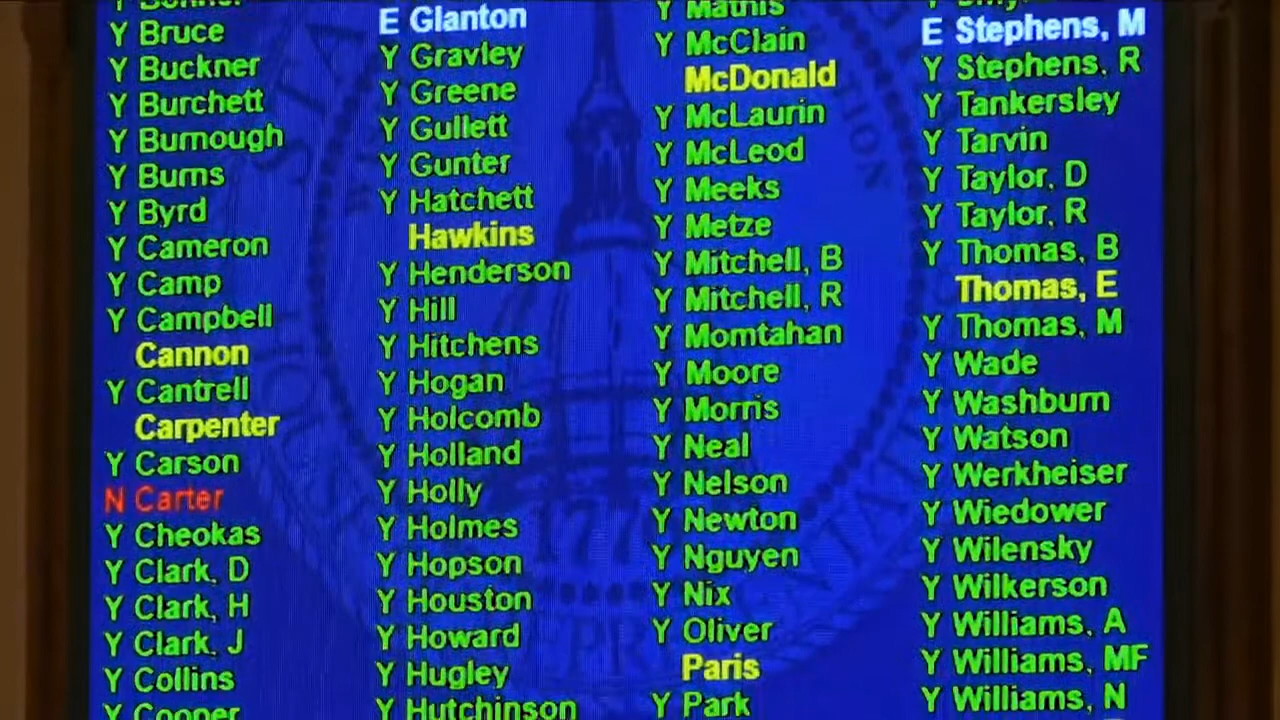 Bonner
Y Bruce
Y Buckner
Y Burchett
Y Burnough
Y Burns
Y Byrd
Y Cameron
Y Camp
Y Campbell
Cannon
Y Cantrell
Carpenter
Y Carson
N Carter
Y Cheokas
Y Clark, D
Y Clark, H
Y Clark, J
Y Collins
Y Cooper
E Glanton
Y Gravley
Y Greene
Y Gullett
Y Gunter
Y Hatchett
Hawkins
Y Henderson
Y Hill
Y Hitchens
Y Hogan
Y Holcomb
Y Holland
Y Holly
Y Holmes
Y Hopson
Y Houston
Y Howard
Y Hugley
Y Hutchinson
Y Mathis
Y McClain
McDonald
Y McLaurin
Y McLeod
Y Meeks
Y Metze
Y Mitchell, B
Y Mitchell, R
Y Momtahan
Y Moore
Y Morris
Y Neal
Y Nelson
Y Newton
Y Nguyen
Y Nix
Y Oliver
Paris
Y Park
E Stephens, M
Y Stephens, R
Y Tankersley
Y Tarvin
Y Taylor, D
Y Taylor, R
Y Thomas, B
Thomas, E
Y Thomas, M
Y Wade
Y Washburn
Y Watson
Y Werkheiser
Y Wiedower
Y Wilensky
Y Wilkerson
Y Williams, A
Y Williams, MF
Y Williams, N